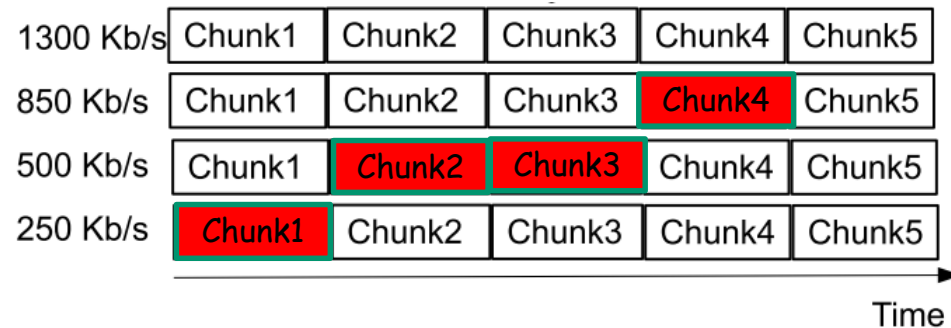 1300 Kb/s Chunk1 Chunk2 Chunk3 Chunk4 Chunk5
850 Kb/s Chunk1 Chunk2 Chunk3 Chunk4 Chunk5
500 Kb/s Chunk1 Chunk2 Chunk3 Chunk4 Chunk5
250 Kb/s Chunk1 Chunk2 Chunk3 Chunk4 Chunk5
Time